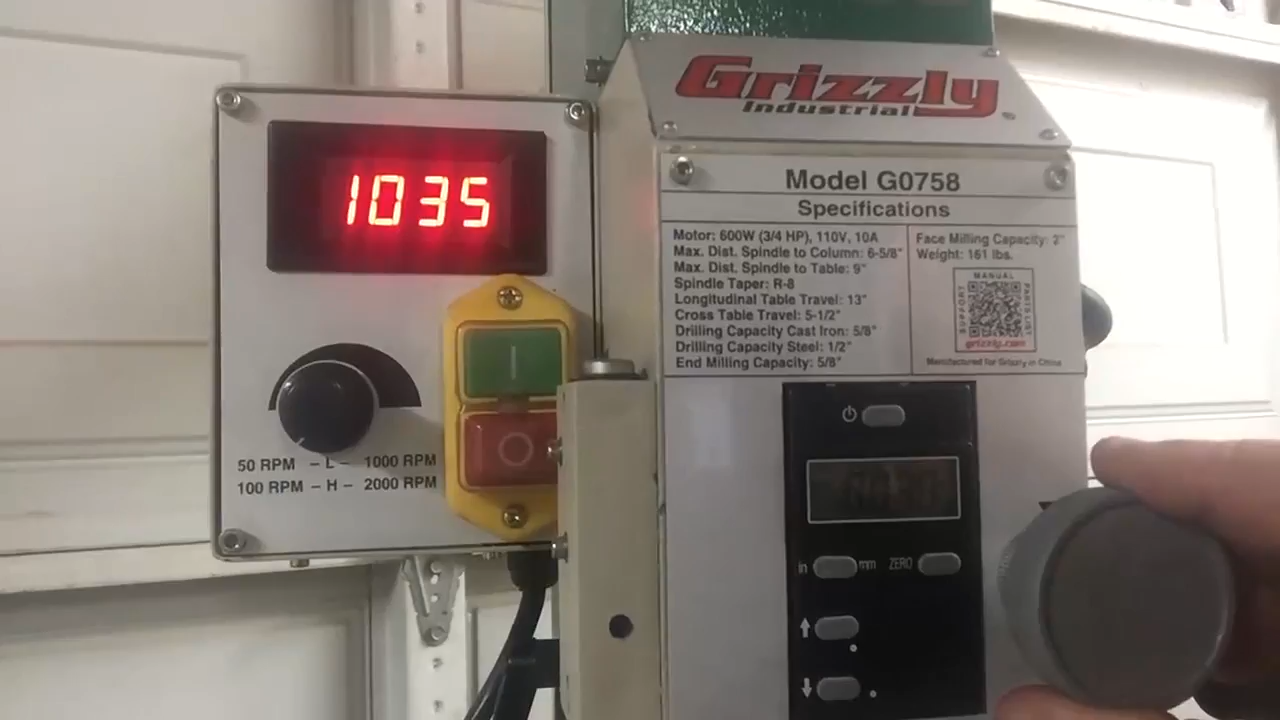 Grizzly
Industrial
1035
Model G0758
Specifications
Motor: 600W (3/4 HP), 110V, 10A
Max. Dist. Spindle to Column: 6-5/8"
Max. Dist. Spindle to Table: 9"
Spindle Taper: R-8
Longitudinal Table Travel: 13"
Cross Table Travel: 5-1/2"
Drilling Capacity Cast Iron: 5/8"
Drilling Capacity Steel: 1/2"
End Milling Capacity: 5/8"
Face Milling Capacity: 2"
Weight: 161 lbs.
MANUAL
SUPPORT
PARTS LIST
grizzly.com
Manufactured for Grizzly in China
50 RPM – L – 1000 RPM
100 RPM – H – 2000 RPM
in mm ZERO